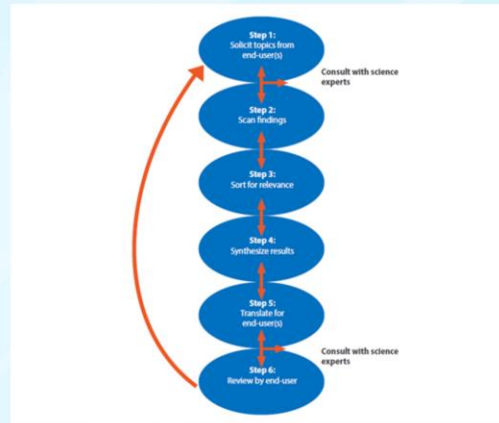 Step 1:
Solicit topics from
end-user(s)
Consult with science
experts
Step 2:
Scan findings
Step 3:
Sort for relevance
Step 4:
Synthesize results
Step 5:
Translate for
end-user(s)
Consult with science
experts
Step 6:
Review by end-user